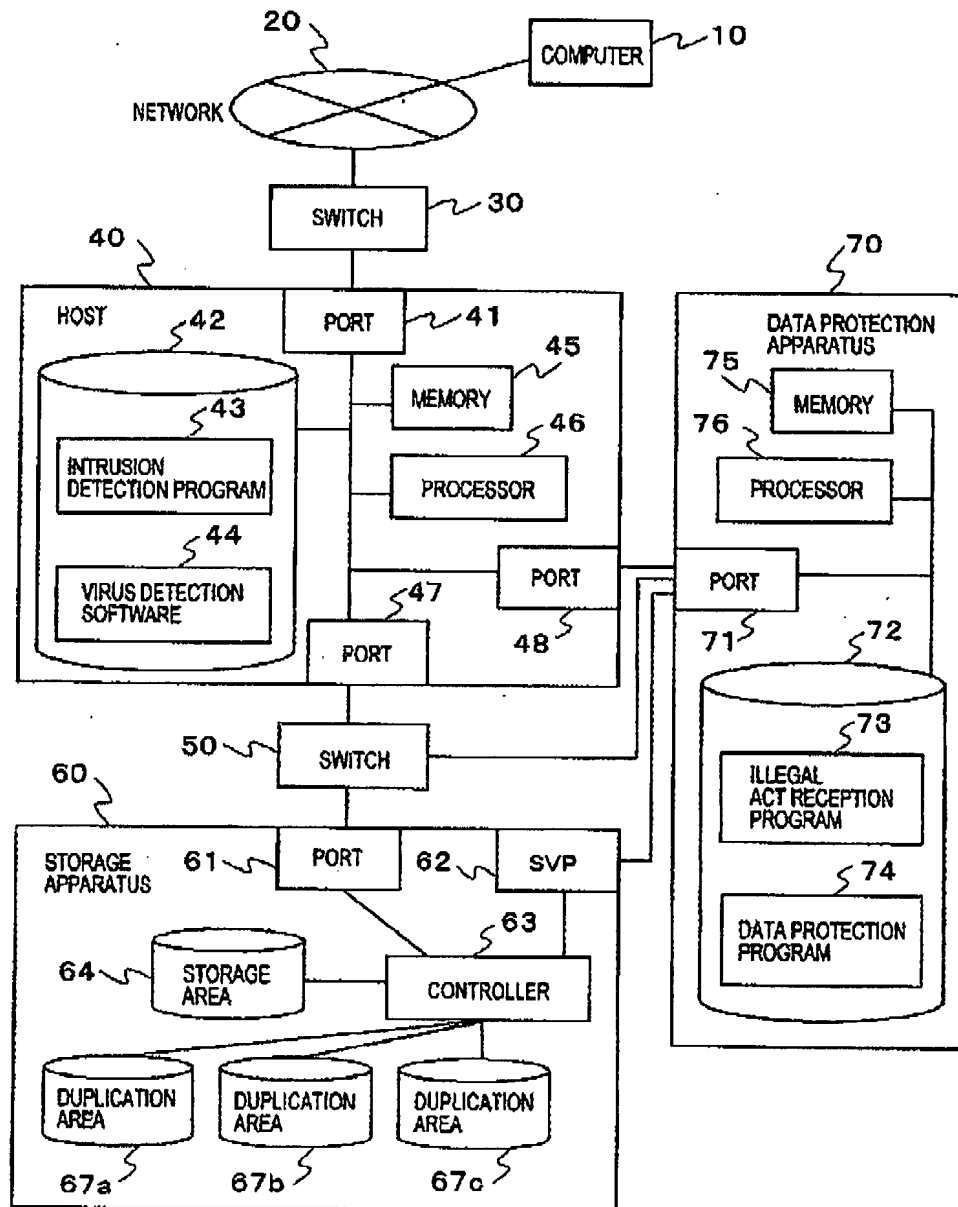 20
COMPUTER
10
NETWORK
SWITCH
30
40
HOST
PORT
41
42
43
INTRUSION
DETECTION PROGRAM
44
VIRUS DETECTION
SOFTWARE
45
MEMORY
46
PROCESSOR
47
PORT
PORT
48
70
DATA PROTECTION
APPARATUS
75
MEMORY
76
PROCESSOR
PORT
71
72
73
ILLEGAL
ACT RECEPTION
PROGRAM
74
DATA PROTECTION
PROGRAM
50
SWITCH
60
STORAGE
APPARATUS
61
PORT
62
SVP
63
CONTROLLER
64
STORAGE
AREA
DUPLICATION
AREA
67a
DUPLICATION
AREA
67b
DUPLICATION
AREA
67c